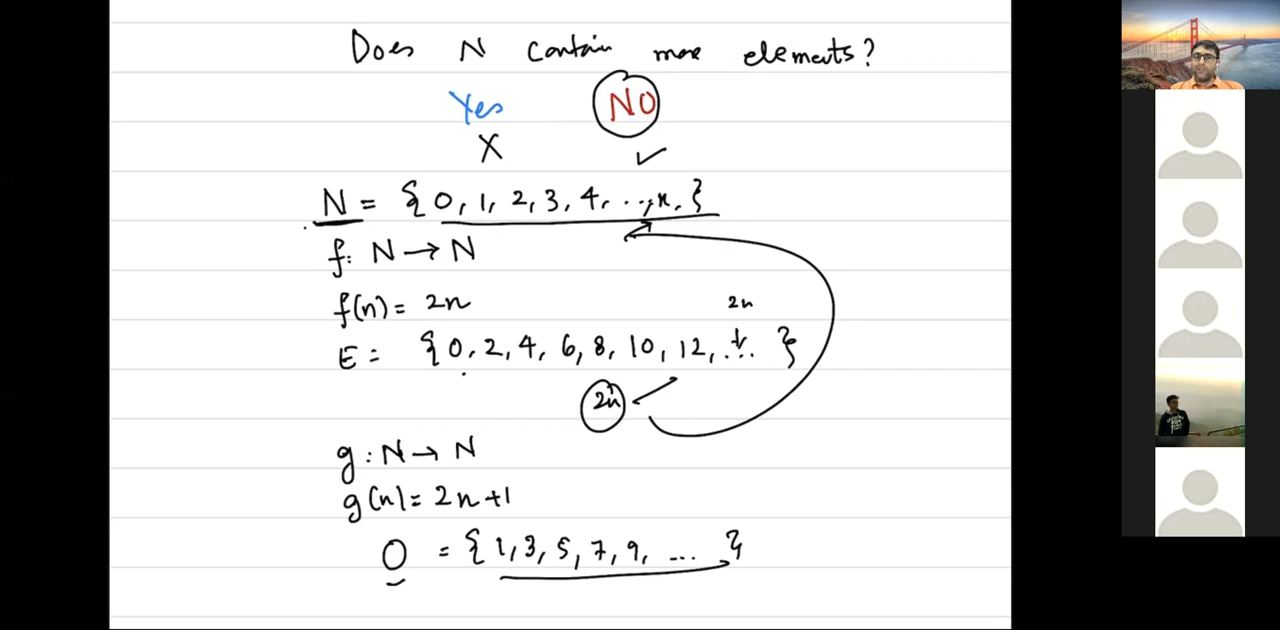 Does N contain more elements?
Yes NO
X ✓
N = { 0, 1, 2, 3, 4, ..., n, }
f: N → N
f(n) = 2n 2n
E = { 0, 2, 4, 6, 8, 10, 12, ... }
2n
g : N → N
g(n) = 2n+1
O = { 1, 3, 5, 7, 9, ... }